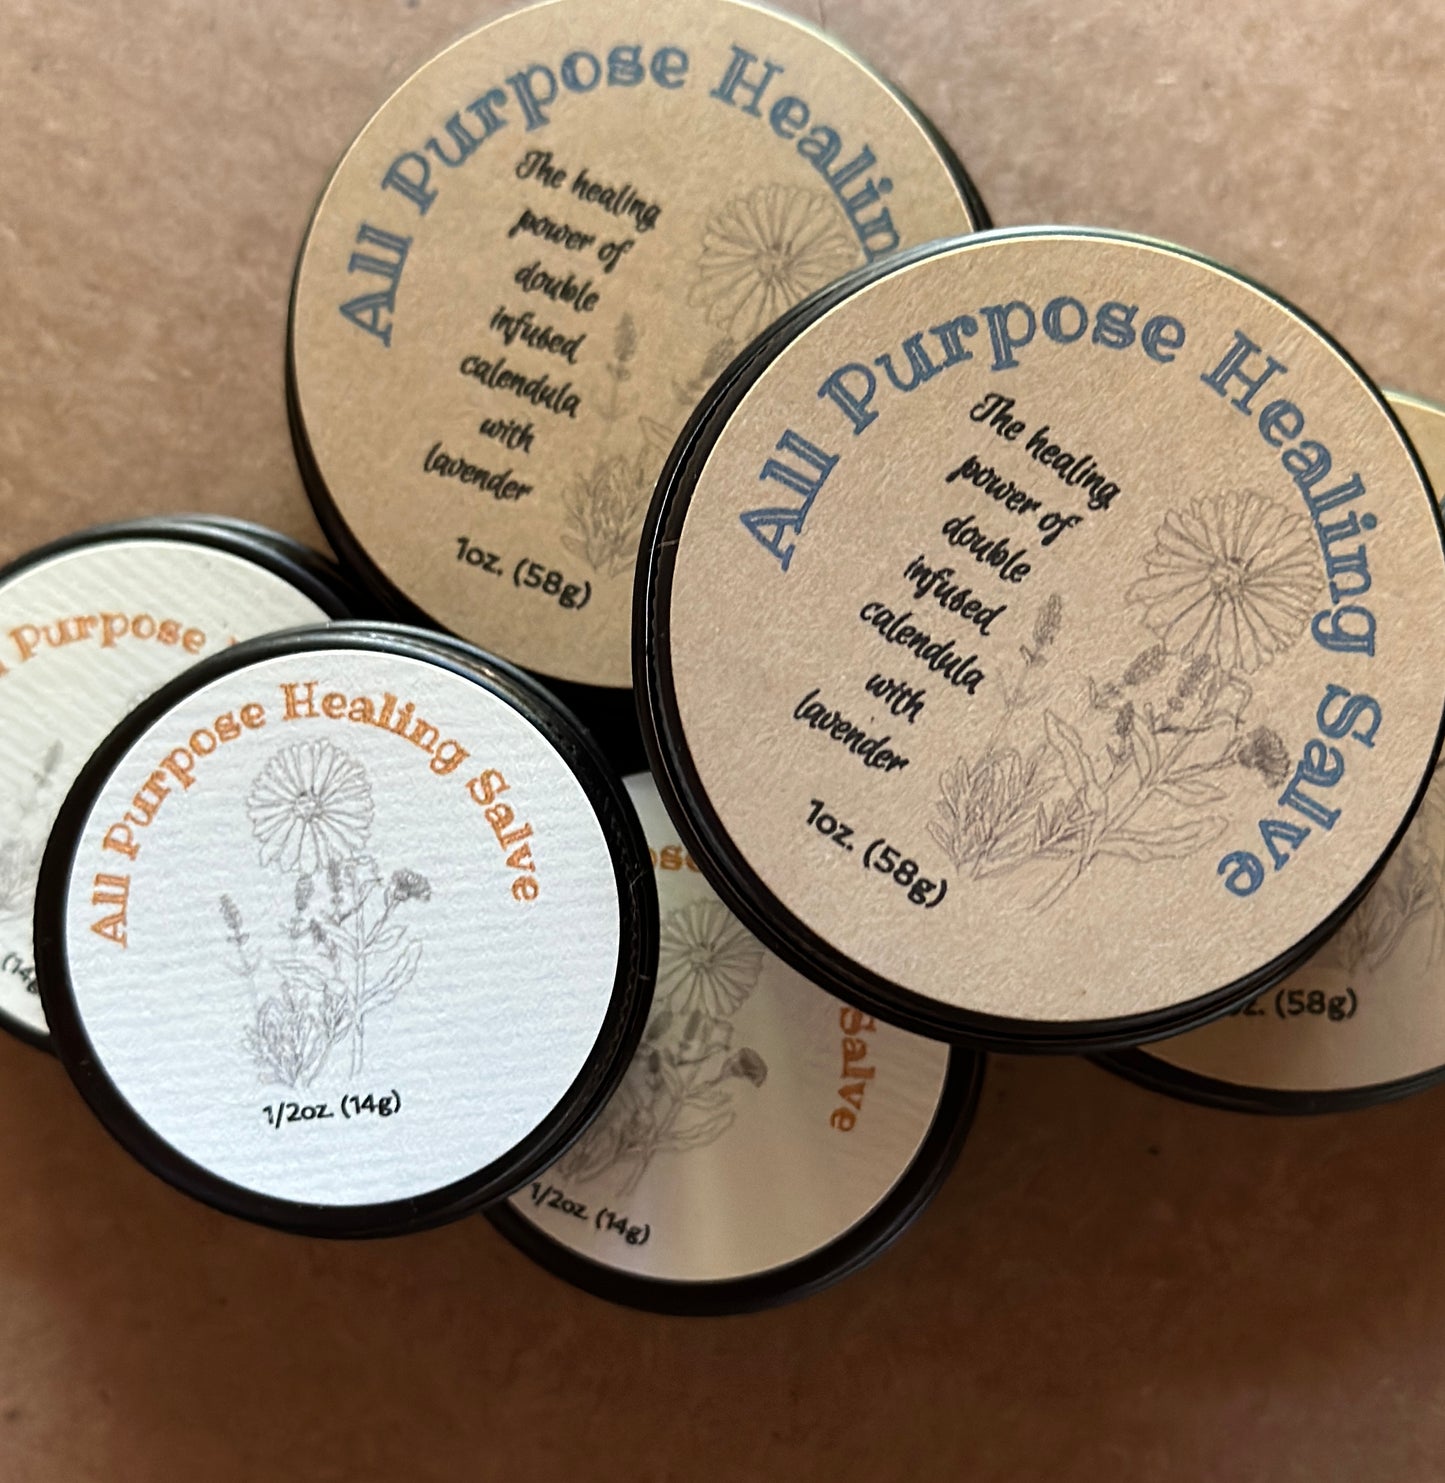 All Purpose Healing
The healing
power of
double
infused
calendula
with
lavender
1oz. (58g)
All Purpose Healing Salve
The healing
power of
double
infused
calendula
with
lavender
1oz. (58g)
Purpose
(14g
All Purpose Healing Salve
1/2oz. (14g)
ose
Salve
1/2oz. (14g)
oz. (58g)